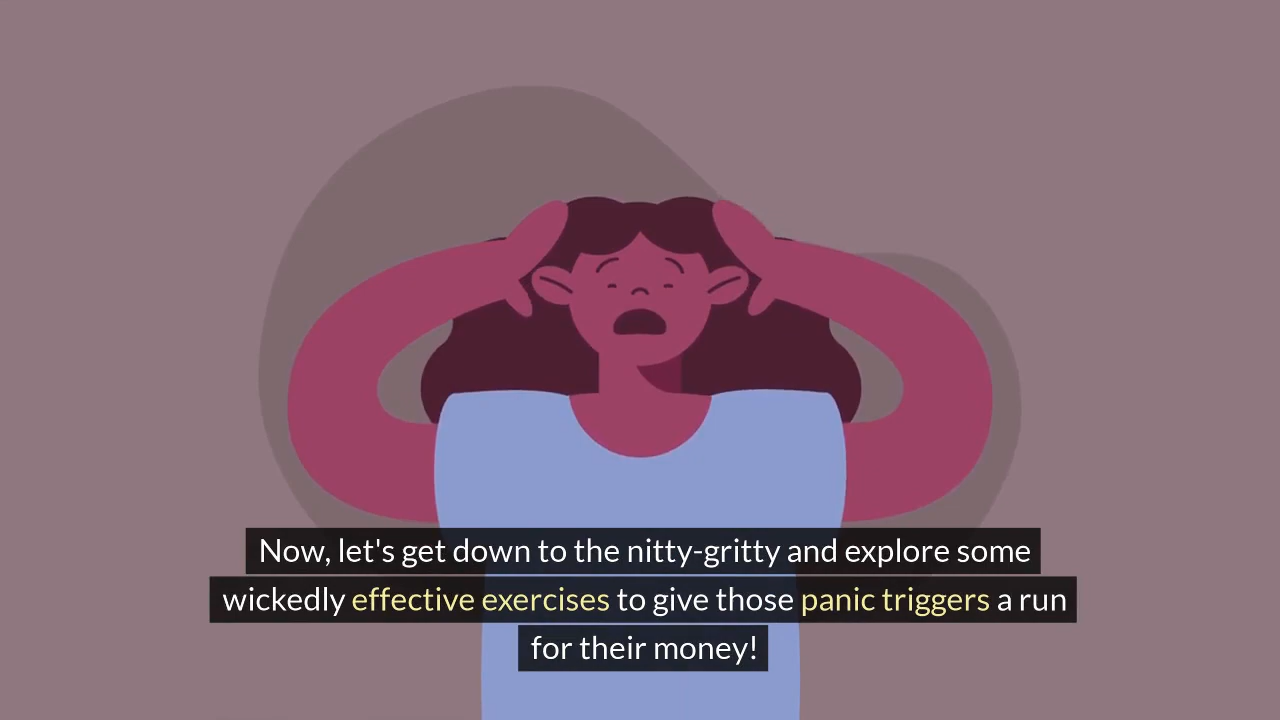 Now, let's get down to the nitty-gritty and explore some
wickedly effective exercises to give those panic triggers a run
for their money!